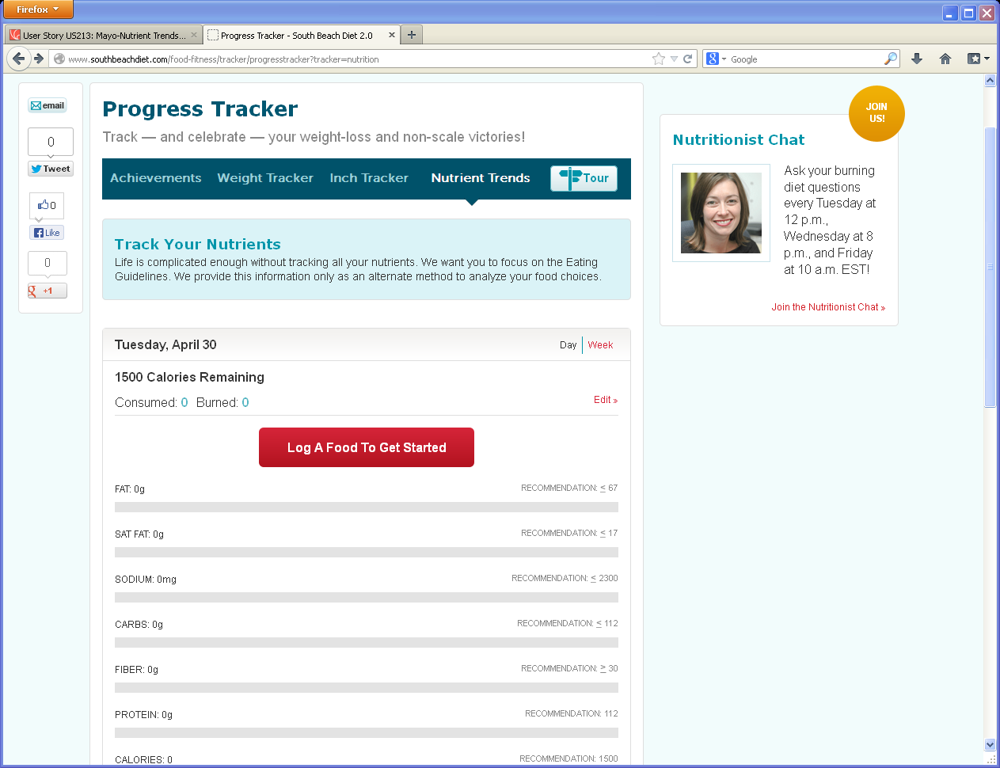 Firefox
User Story US213: Mayo-Nutrient Trends...
Progress Tracker - South Beach Diet 2.0
www.southbeachdiet.com/food-fitness/tracker/progresstracker?tracker=nutrition
Google
email
0
Tweet
0
Like
0
+1
Progress Tracker
Track — and celebrate — your weight-loss and non-scale victories!
Achievements Weight Tracker Inch Tracker Nutrient Trends Tour
Track Your Nutrients
Life is complicated enough without tracking all your nutrients. We want you to focus on the Eating
Guidelines. We provide this information only as an alternate method to analyze your food choices.
Tuesday, April 30 Day Week
1500 Calories Remaining
Consumed: 0 Burned: 0 Edit »
Log A Food To Get Started
FAT: 0g RECOMMENDATION: ≤ 67
SAT FAT: 0g RECOMMENDATION: ≤ 17
SODIUM: 0mg RECOMMENDATION: ≤ 2300
CARBS: 0g RECOMMENDATION: ≤ 112
FIBER: 0g RECOMMENDATION: ≥ 30
PROTEIN: 0g RECOMMENDATION: 112
CALORIES: 0 RECOMMENDATION: 1500
JOIN
US!
Nutritionist Chat
Ask your burning
diet questions
every Tuesday at
12 p.m.,
Wednesday at 8
p.m., and Friday
at 10 a.m. EST!
Join the Nutritionist Chat »